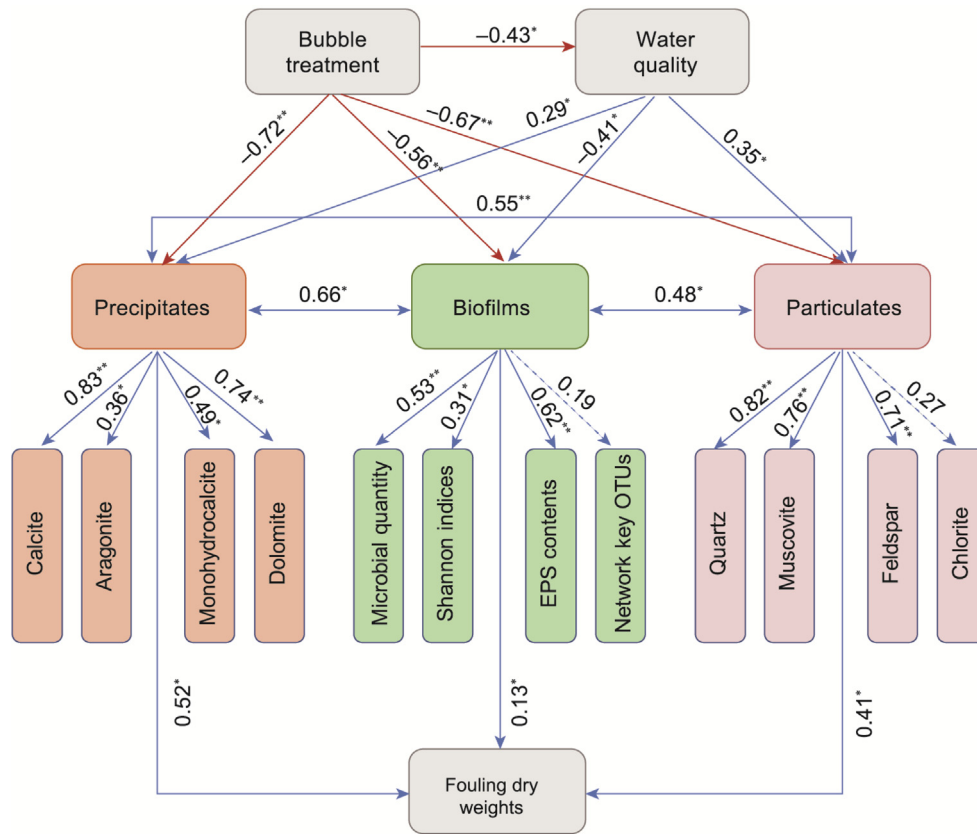 Bubble
treatment
−0.43*
Water
quality
−0.72**
−0.56**
−0.67**
0.29*
−0.41*
0.35*
0.55**
Precipitates
0.66*
Biofilms
0.48*
Particulates
0.83**
0.36*
0.49*
0.74**
0.53**
0.31*
0.62**
0.19
0.82**
0.76**
0.71**
0.27
Calcite
Aragonite
Monohydrocalcite
Dolomite
Microbial quantity
Shannon indices
EPS contents
Network key OTUs
Quartz
Muscovite
Feldspar
Chlorite
0.52*
0.13*
0.41*
Fouling dry
weights